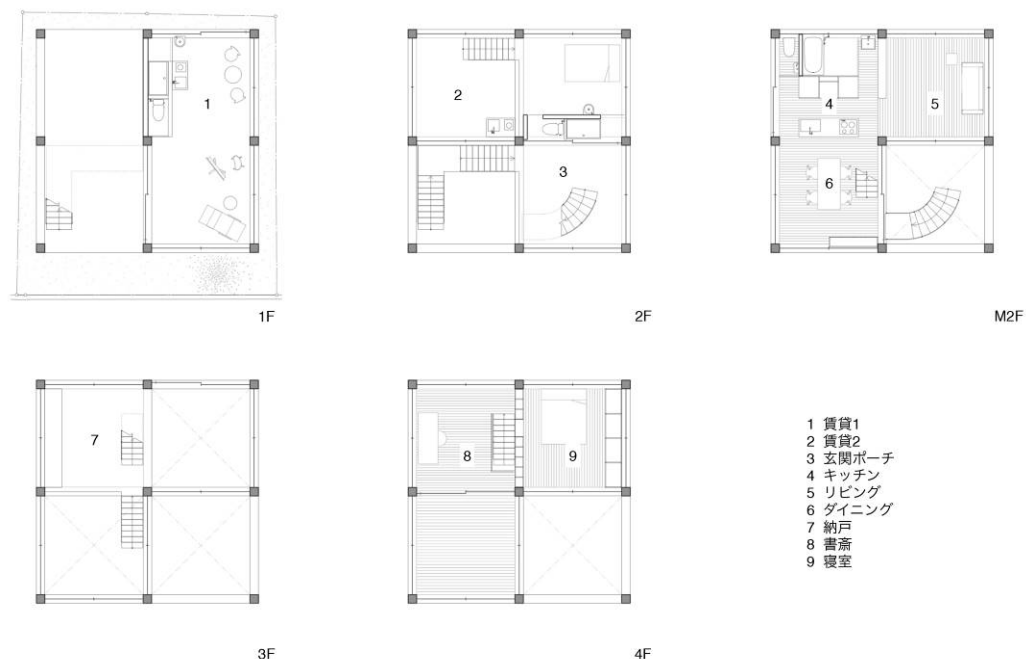 1
1F
2
3
2F
4
5
6
M2F
7
3F
8
9
4F
1 賃貸1
2 賃貸2
3 玄関ポーチ
4 キッチン
5 リビング
6 ダイニング
7 納戸
8 書斎
9 寝室